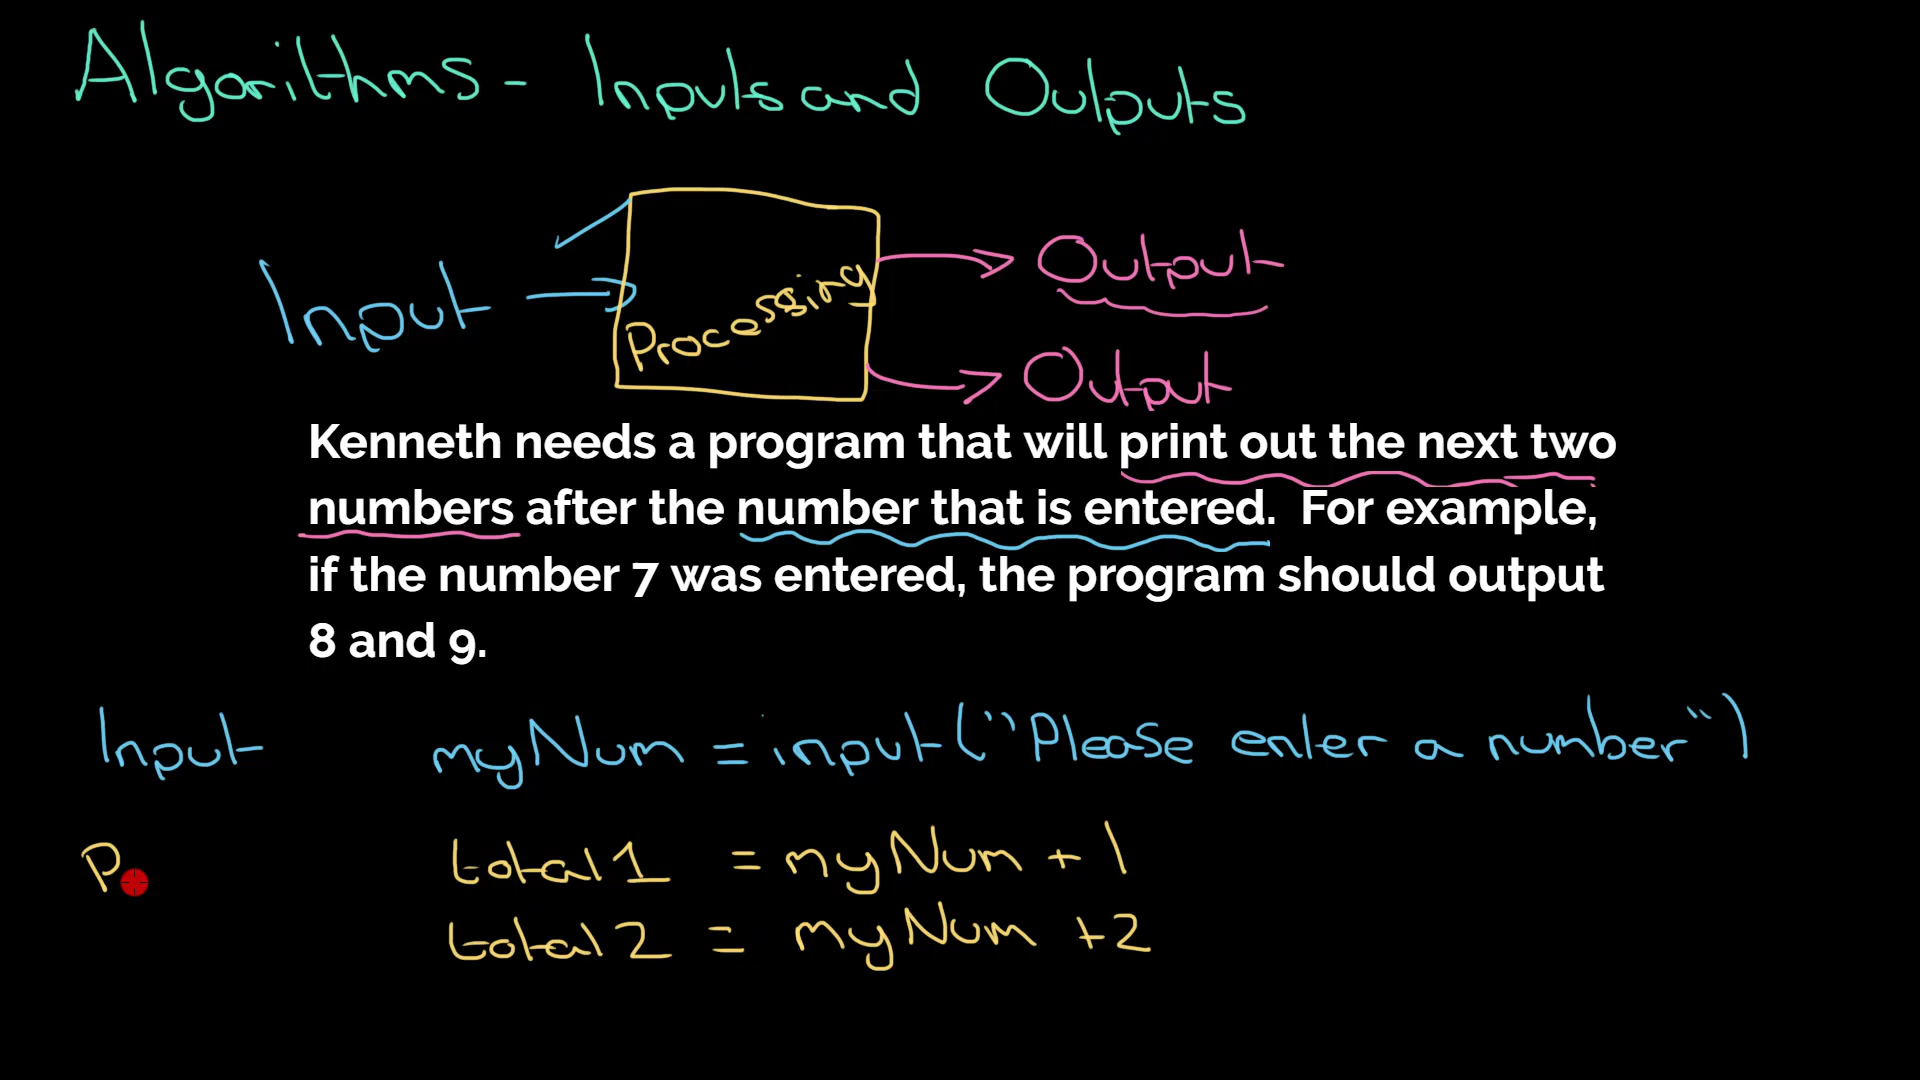 Algorithms - Inputs and Outputs
Input
Processing
Output
Output
Kenneth needs a program that will print out the next two
numbers after the number that is entered. For example,
if the number 7 was entered, the program should output
8 and 9.
Input myNum = input("Please enter a number")
P total1 = myNum + 1
total2 = myNum +2